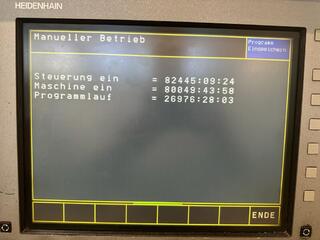 HEIDENHAIN
Manueller Betrieb
Programm
Einspeichern
Steuerung ein = 82445:09:24
Maschine ein = 80049:43:58
Programmlauf = 26976:28:03
ENDE